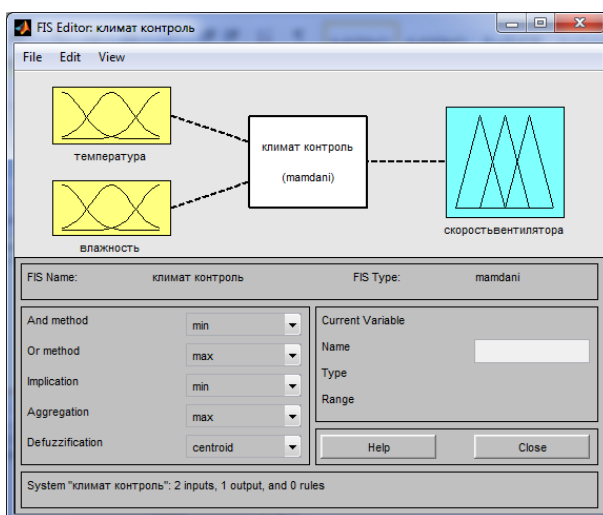 FIS Editor: климат контроль
File Edit View
температура
влажность
климат контроль
(mamdani)
скоростьвентилятора
FIS Name: климат контроль FIS Type: mamdani
And method min
Or method max
Implication min
Aggregation max
Defuzzification centroid
Current Variable
Name
Type
Range
Help Close
System "климат контроль": 2 inputs, 1 output, and 0 rules